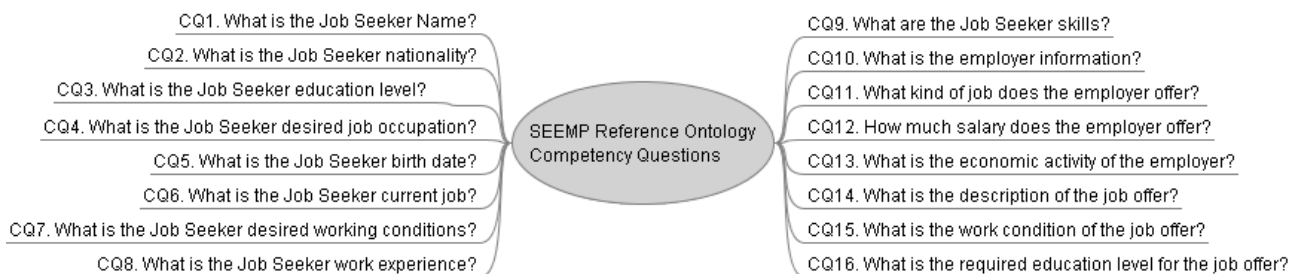 CQ1. What is the Job Seeker Name?
CQ2. What is the Job Seeker nationality?
CQ3. What is the Job Seeker education level?
CQ4. What is the Job Seeker desired job occupation?
CQ5. What is the Job Seeker birth date?
CQ6. What is the Job Seeker current job?
CQ7. What is the Job Seeker desired working conditions?
CQ8. What is the Job Seeker work experience?
SEEMP Reference Ontology
Competency Questions
CQ9. What are the Job Seeker skills?
CQ10. What is the employer information?
CQ11. What kind of job does the employer offer?
CQ12. How much salary does the employer offer?
CQ13. What is the economic activity of the employer?
CQ14. What is the description of the job offer?
CQ15. What is the work condition of the job offer?
CQ16. What is the required education level for the job offer?